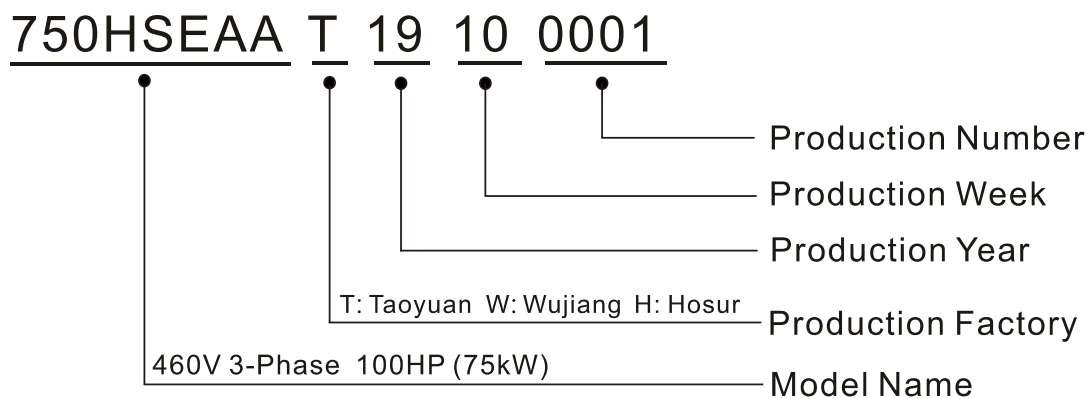 750HSEAA T 19 10 0001
Production Number
Production Week
Production Year
T: Taoyuan W: Wujiang H: Hosur
Production Factory
460V 3-Phase 100HP (75kW)
Model Name